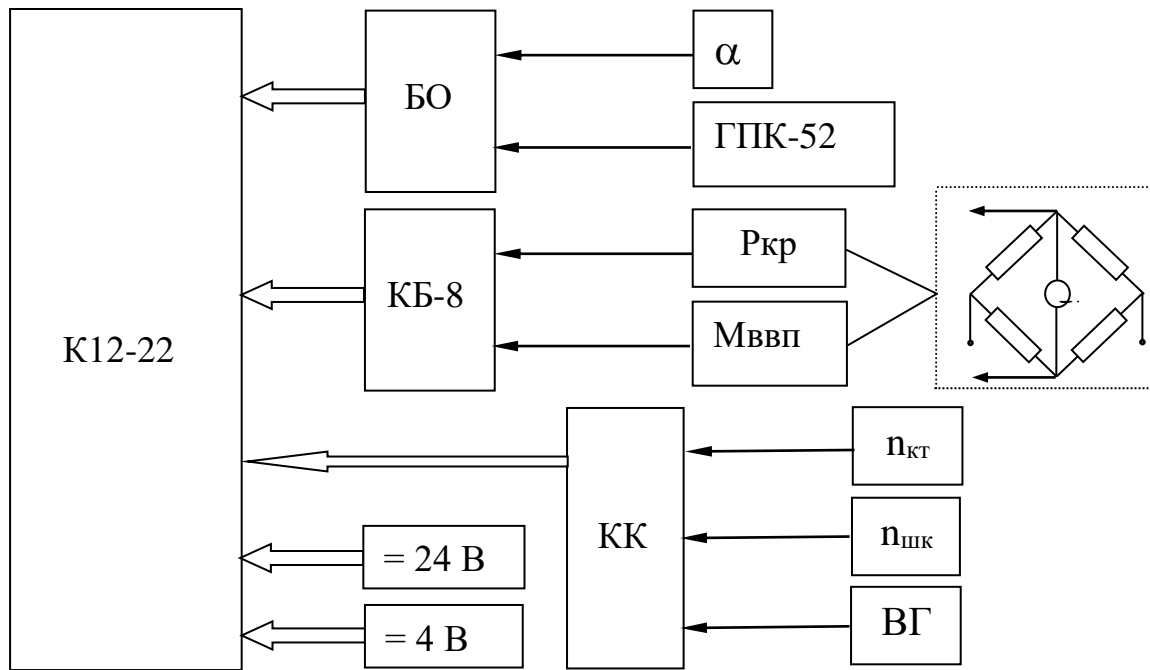 α
БО
ГПК-52
Ркр
КБ-8
Мввп
К12-22
nкт
КК
nшк
= 24 В
ВГ
= 4 В